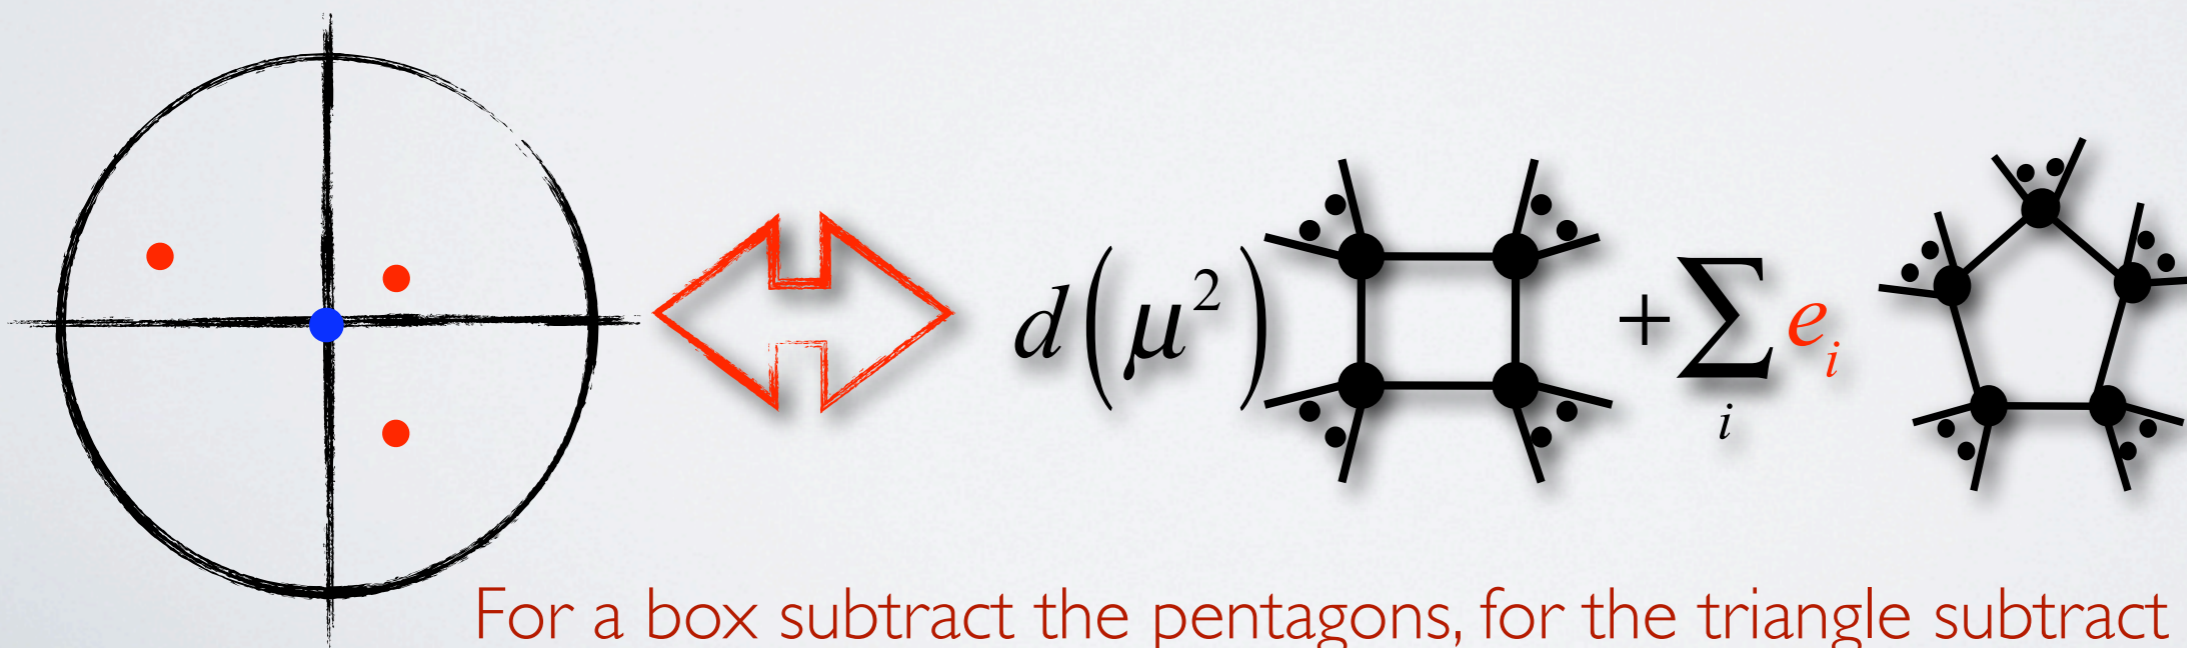 d(μ²) + ∑ᵢ eᵢ
For a box subtract the pentagons, for the triangle subtract